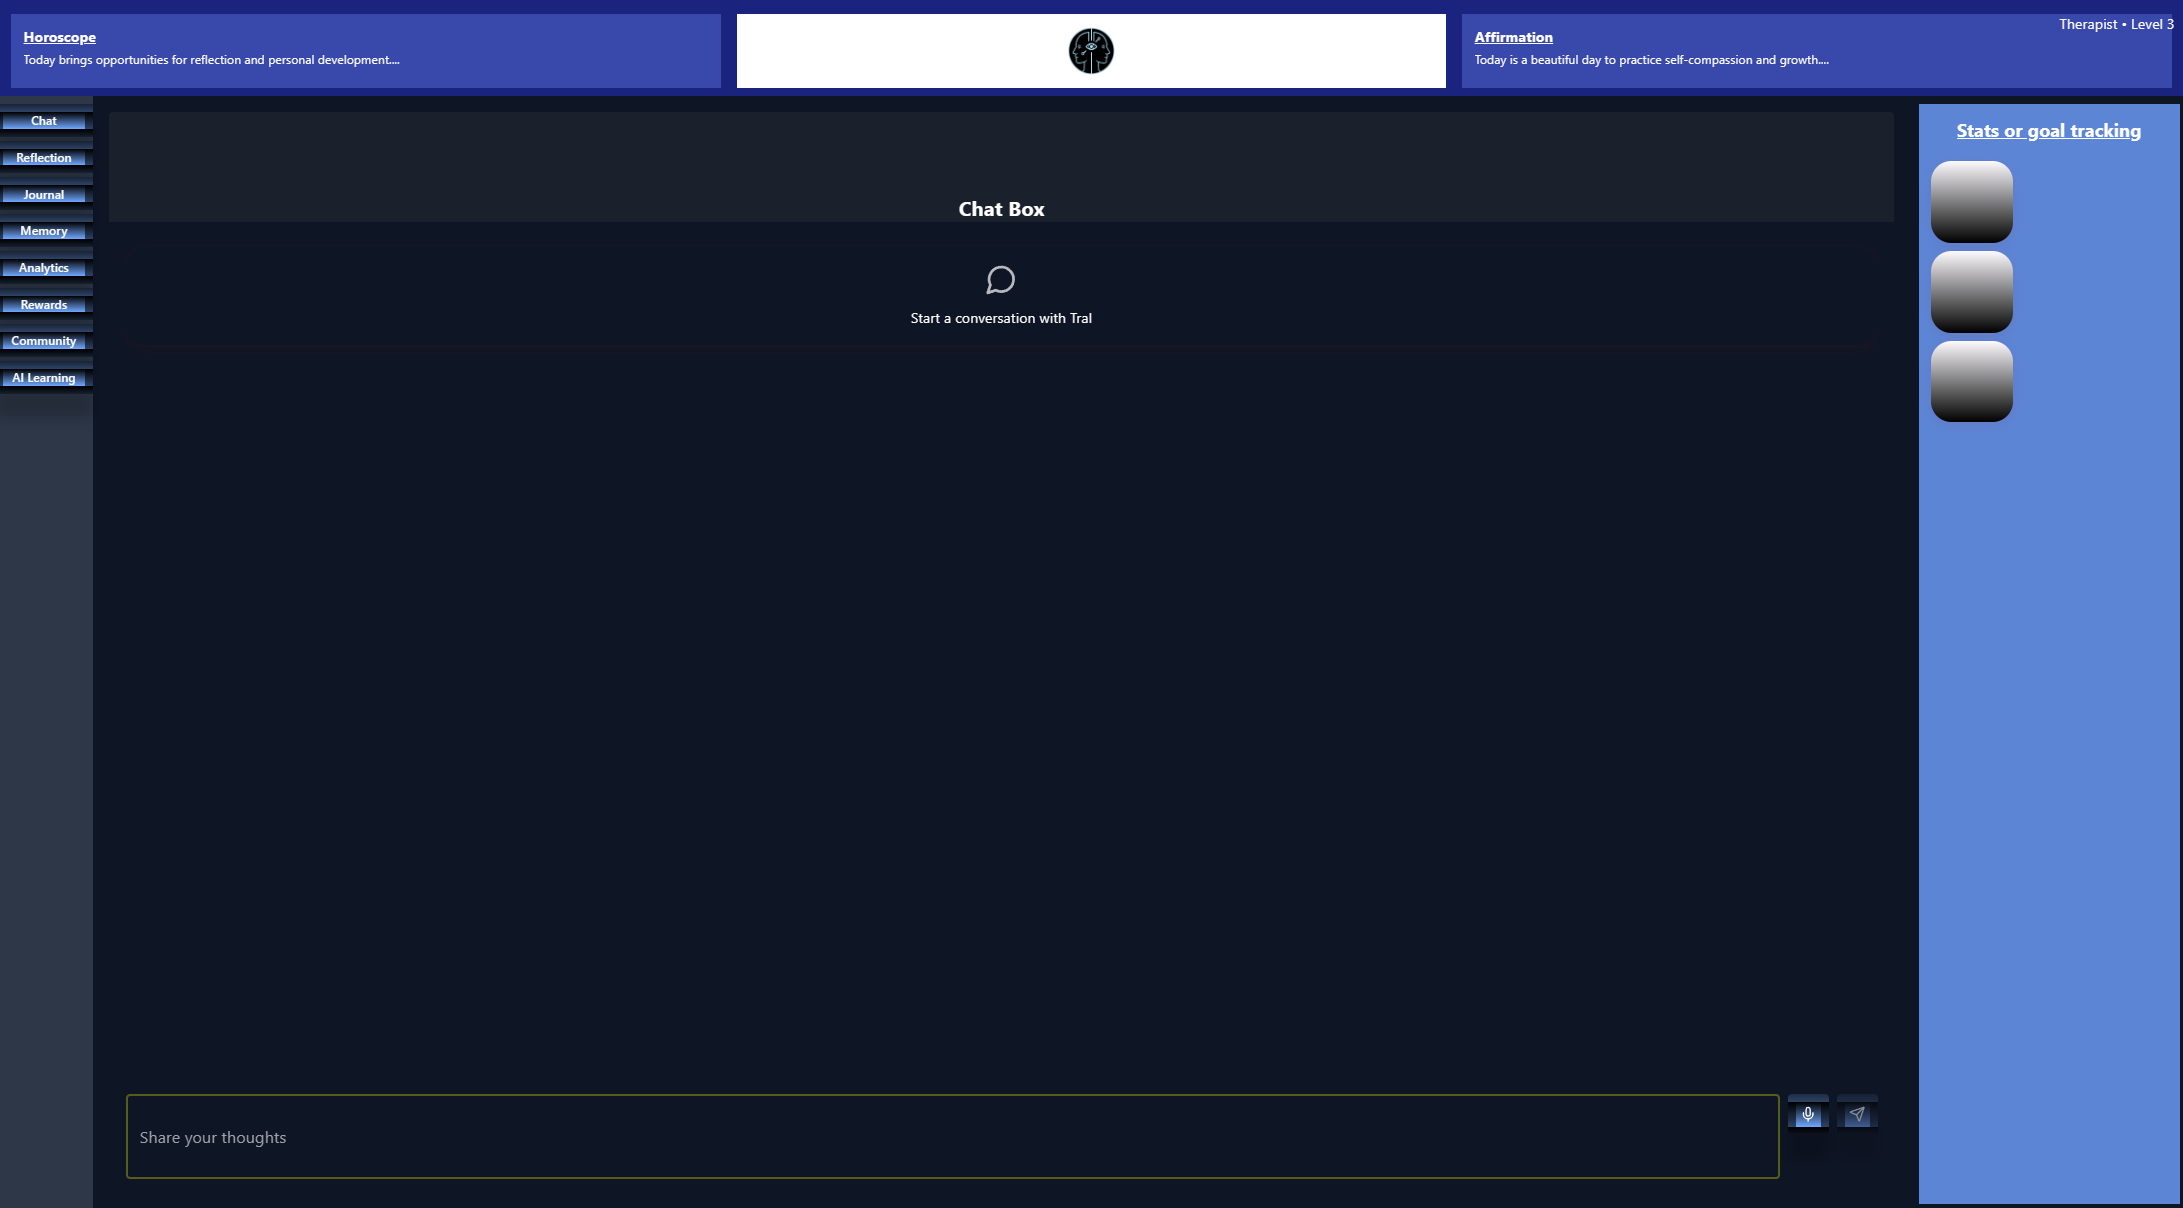 Horoscope
Today brings opportunities for reflection and personal development....
Affirmation
Today is a beautiful day to practice self-compassion and growth....
Therapist • Level 3
Chat
Reflection
Journal
Memory
Analytics
Rewards
Community
AI Learning
Chat Box
Start a conversation with Tral
Share your thoughts
Stats or goal tracking